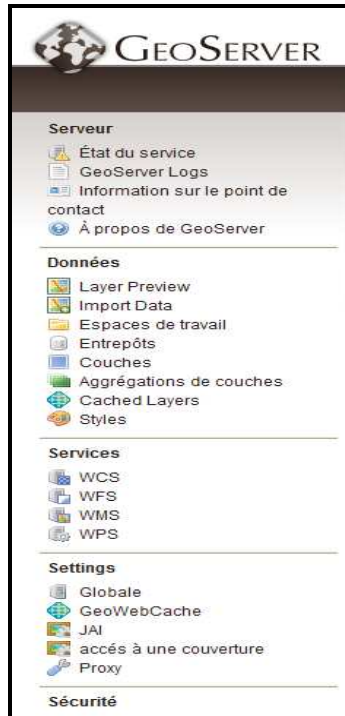 GEOSERVER
Serveur
État du service
GeoServer Logs
Information sur le point de
contact
À propos de GeoServer
Données
Layer Preview
Import Data
Espaces de travail
Entrepôts
Couches
Aggrégations de couches
Cached Layers
Styles
Services
WCS
WFS
WMS
WPS
Settings
Globale
GeoWebCache
JAI
accés à une couverture
Proxy
Sécurité